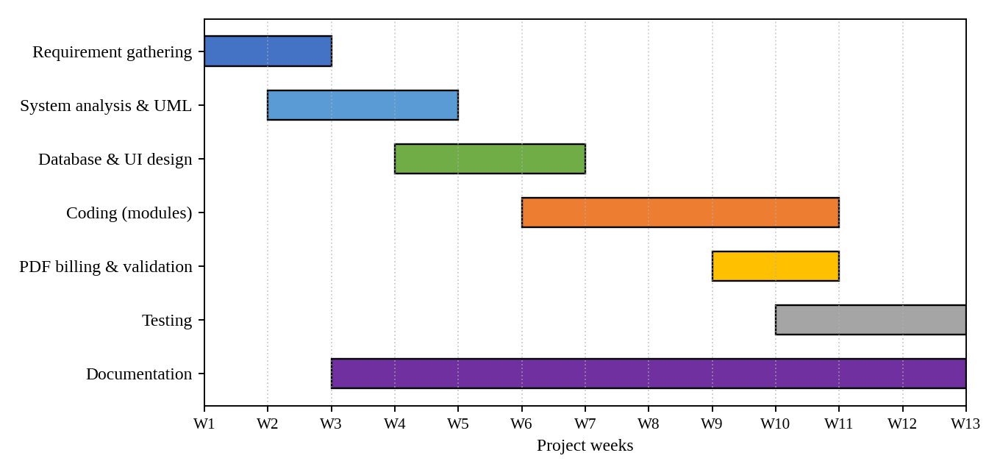 Requirement gathering
System analysis & UML
Database & UI design
Coding (modules)
PDF billing & validation
Testing
Documentation
W1 W2 W3 W4 W5 W6 W7 W8 W9 W10 W11 W12 W13
Project weeks